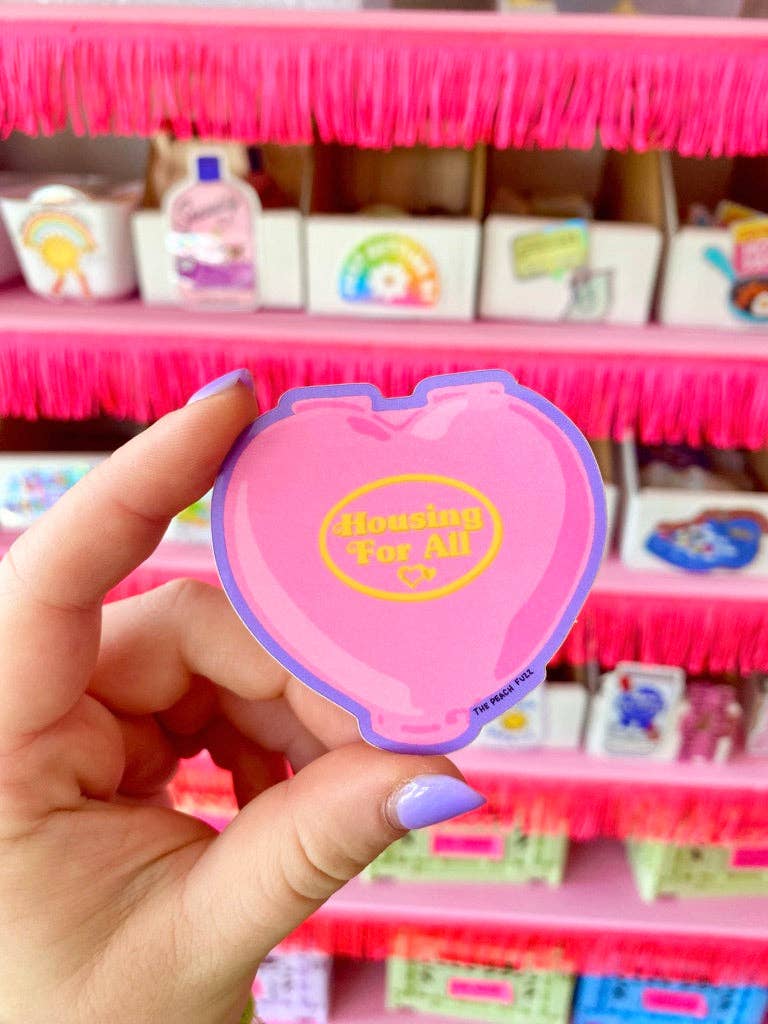 Housing
For All
THE PEACH FUZZ